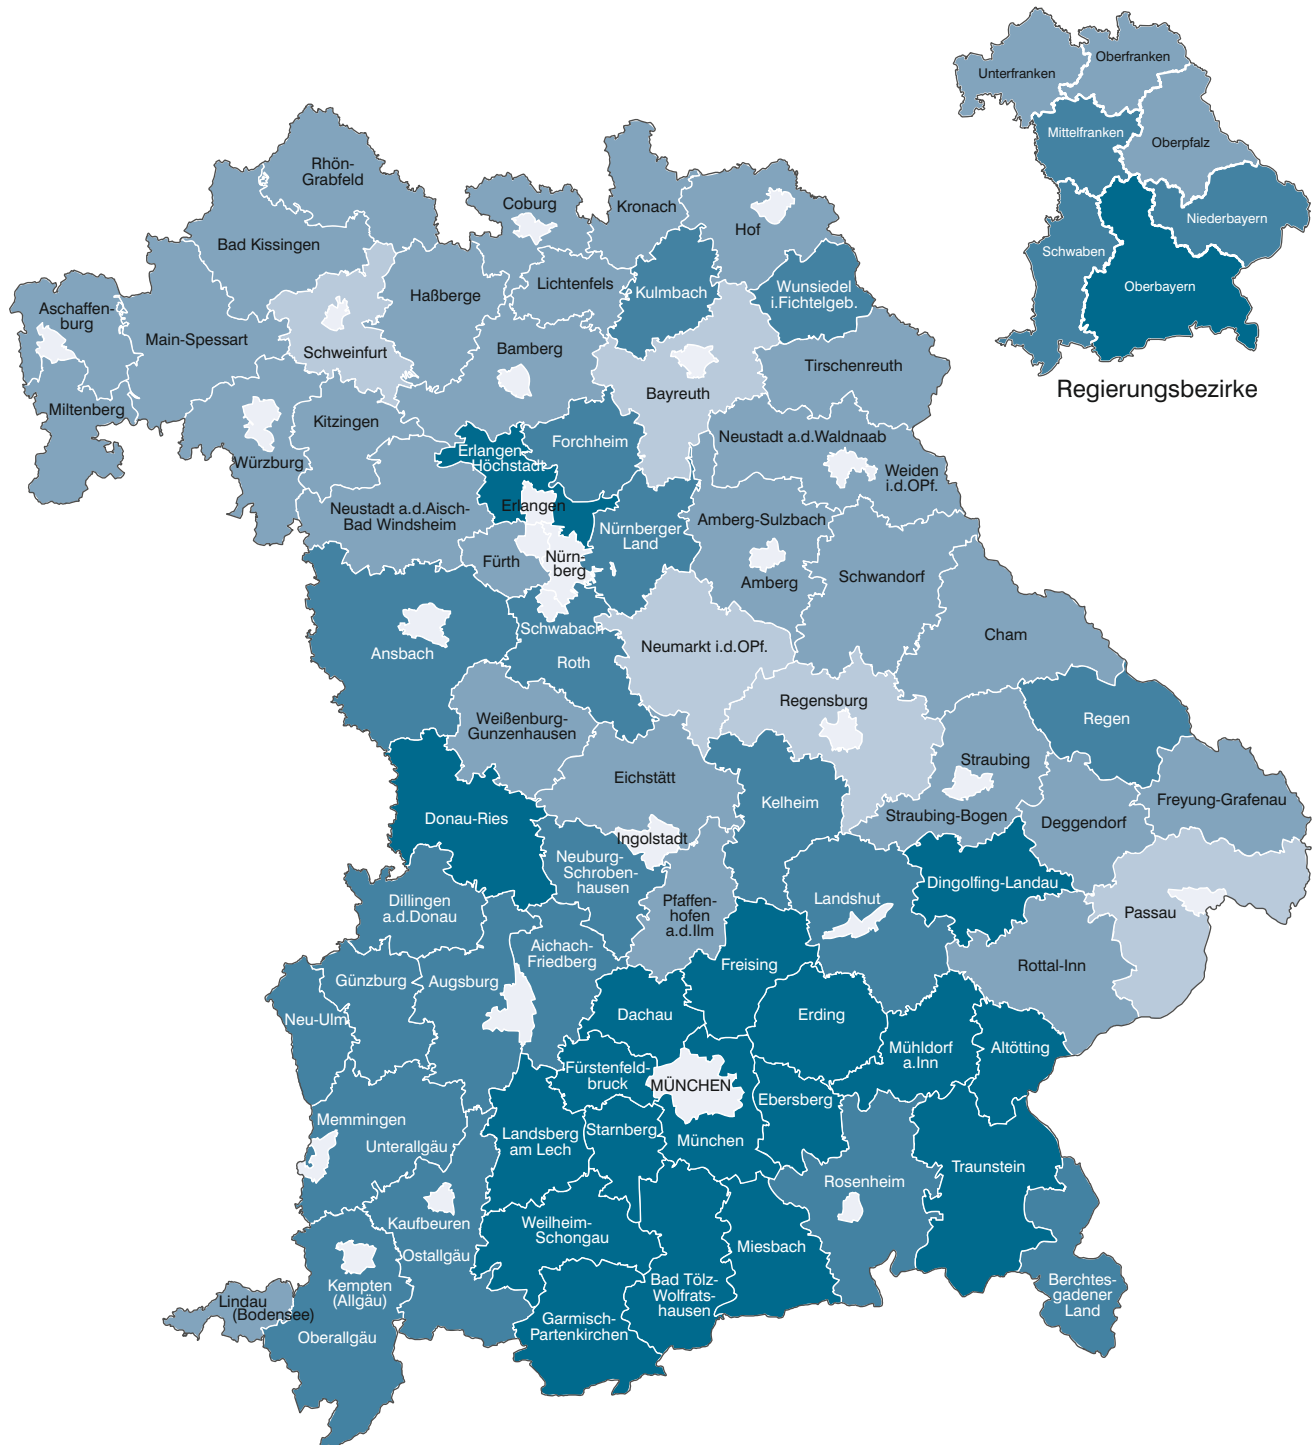 Unterfranken
Oberfranken
Mittelfranken
Oberpfalz
Niederbayern
Schwaben
Oberbayern
Regierungsbezirke
Rhön-
Grabfeld
Coburg
Kronach
Hof
Bad Kissingen
Lichtenfels
Kulmbach
Wunsiedel
i.Fichtelgeb.
Haßberge
Aschaffen-
burg
Main-Spessart
Schweinfurt
Bamberg
Tirschenreuth
Bayreuth
Miltenberg
Kitzingen
Würzburg
Forchheim
Erlangen-
Höchstadt
Neustadt a.d.Waldnaab
Weiden
i.d.OPf.
Neustadt a.d.Aisch-
Bad Windsheim
Erlangen
Nürnberger
Land
Amberg-Sulzbach
Fürth
Nürn-
berg
Amberg
Schwandorf
Schwabach
Ansbach
Roth
Neumarkt i.d.OPf.
Cham
Regensburg
Regen
Weißenburg-
Gunzenhausen
Straubing
Eichstätt
Kelheim
Freyung-Grafenau
Donau-Ries
Straubing-Bogen
Deggendorf
Ingolstadt
Neuburg-
Schroben-
hausen
Dingolfing-Landau
Dillingen
a.d.Donau
Pfaffen-
hofen
a.d.Ilm
Landshut
Passau
Aichach-
Friedberg
Freising
Rottal-Inn
Günzburg
Augsburg
Neu-Ulm
Dachau
Erding
Mühldorf
a.Inn
Altötting
Fürstenfeld-
bruck
MÜNCHEN
Ebersberg
Memmingen
Unterallgäu
Landsberg
am Lech
Starnberg
München
Traunstein
Rosenheim
Kaufbeuren
Weilheim-
Schongau
Miesbach
Ostallgäu
Kempten
(Allgäu)
Bad Tölz-
Wolfrats-
hausen
Berchtes-
gadener
Land
Lindau
(Bodensee)
Garmisch-
Partenkirchen
Oberallgäu